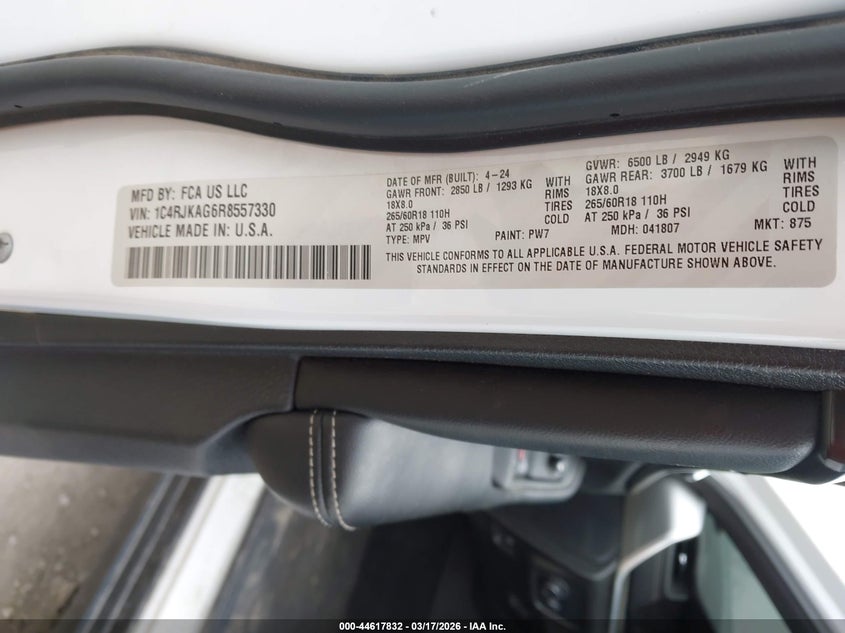 MFD BY: FCA US LLC
VIN: 1C4RJKAG6R8557330
VEHICLE MADE IN: U.S.A.
DATE OF MFR (BUILT): 4-24
GAWR FRONT: 2850 LB / 1293 KG WITH
18X8.0 RIMS
265/60R18 110H TIRES
AT 250 kPa / 36 PSI COLD
TYPE: MPV PAINT: PW7
GVWR: 6500 LB / 2949 KG
GAWR REAR: 3700 LB / 1679 KG WITH
18X8.0 RIMS
265/60R18 110H TIRES
AT 250 kPa / 36 PSI COLD
MDH: 041807 MKT: 875
THIS VEHICLE CONFORMS TO ALL APPLICABLE U.S.A. FEDERAL MOTOR VEHICLE SAFETY
STANDARDS IN EFFECT ON THE DATE OF MANUFACTURE SHOWN ABOVE.
000-44617832 - 03/17/2026 - IAA Inc.